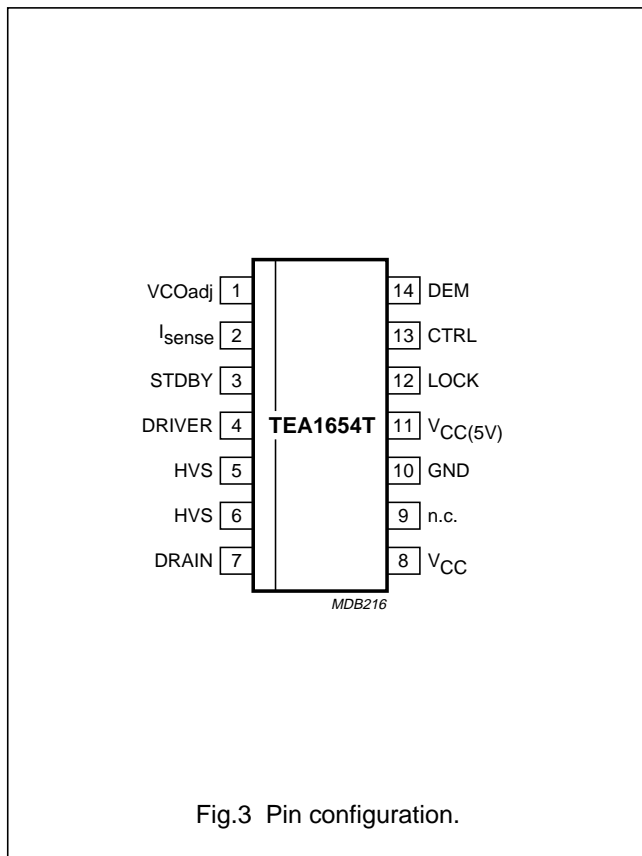 VCOadj 1
Isense 2
STDBY 3
DRIVER 4
HVS 5
HVS 6
DRAIN 7
TEA1654T
14 DEM
13 CTRL
12 LOCK
11 VCC(5V)
10 GND
9 n.c.
8 VCC
MDB216
Fig.3 Pin configuration.